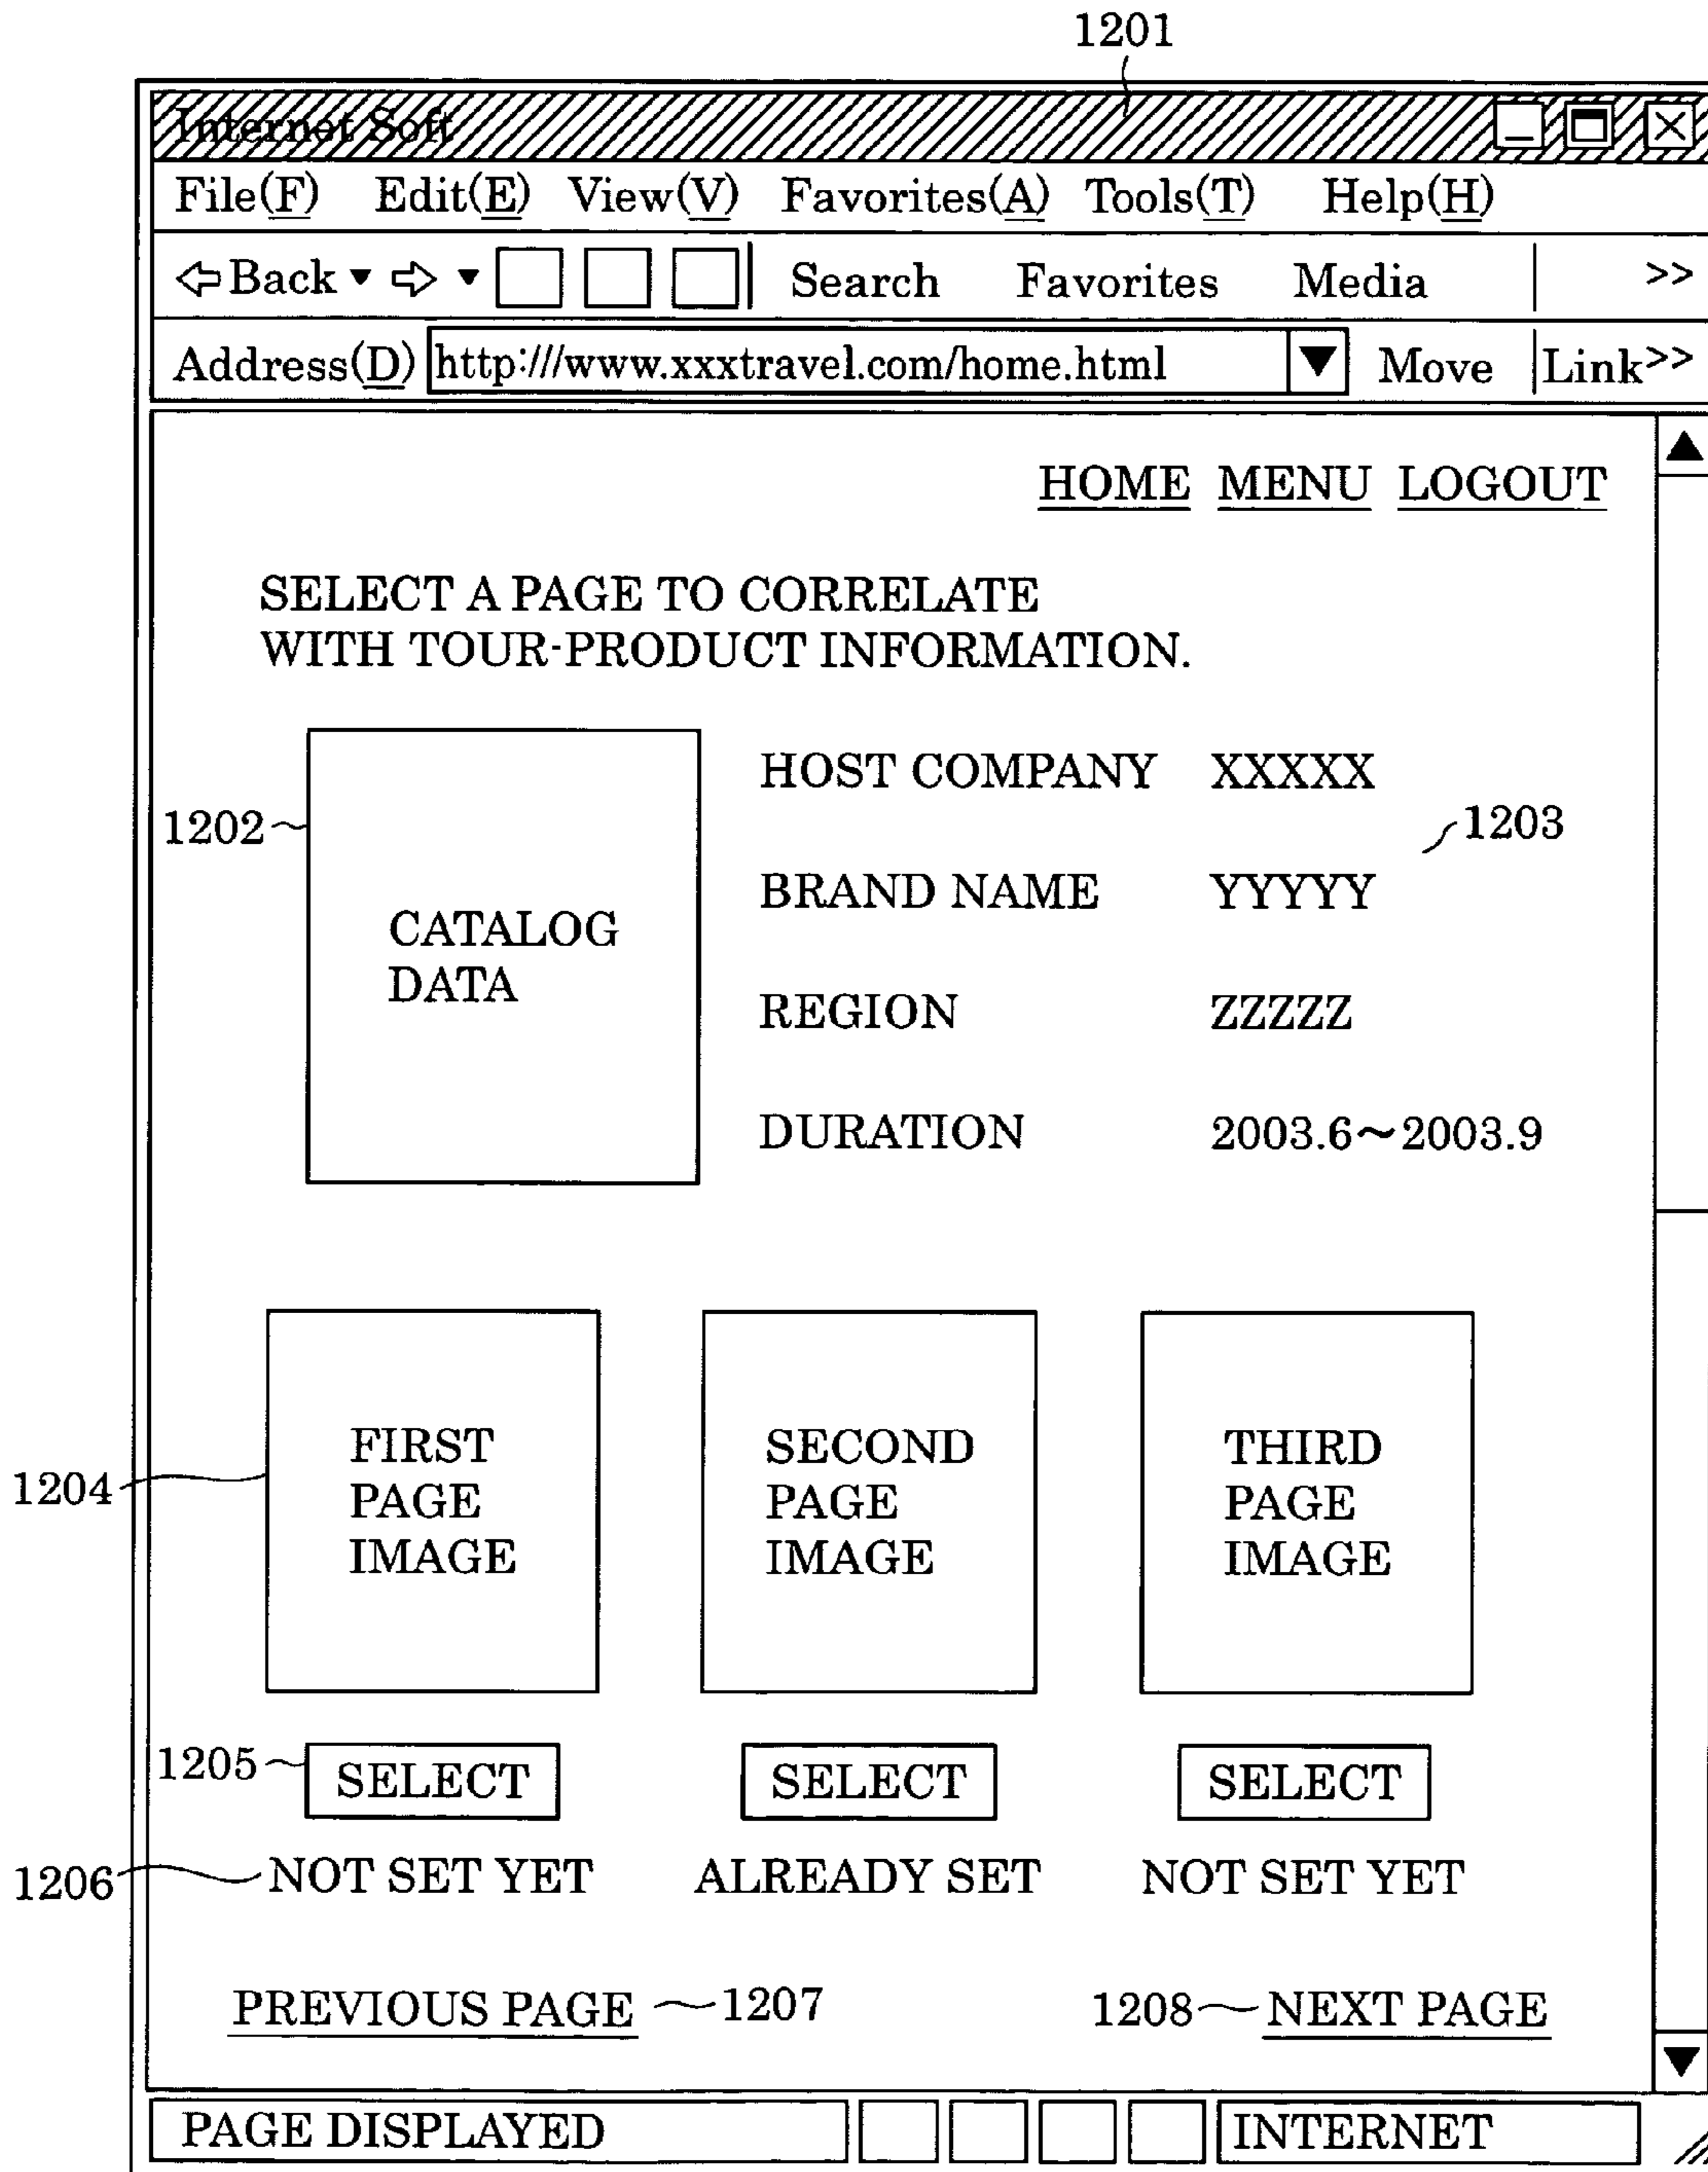 1201
Internet Soft
File(F) Edit(E) View(V) Favorites(A) Tools(T) Help(H)
Back Search Favorites Media >>
Address(D) http:///www.xxxtravel.com/home.html Move Link>>
HOME MENU LOGOUT
SELECT A PAGE TO CORRELATE
WITH TOUR-PRODUCT INFORMATION.
HOST COMPANY XXXXX
1202 1203
BRAND NAME YYYYY
CATALOG
DATA
REGION ZZZZZ
DURATION 2003.6～2003.9
1204
FIRST
PAGE
IMAGE
SECOND
PAGE
IMAGE
THIRD
PAGE
IMAGE
1205 SELECT SELECT SELECT
1206 NOT SET YET ALREADY SET NOT SET YET
PREVIOUS PAGE 1207 1208 NEXT PAGE
PAGE DISPLAYED INTERNET